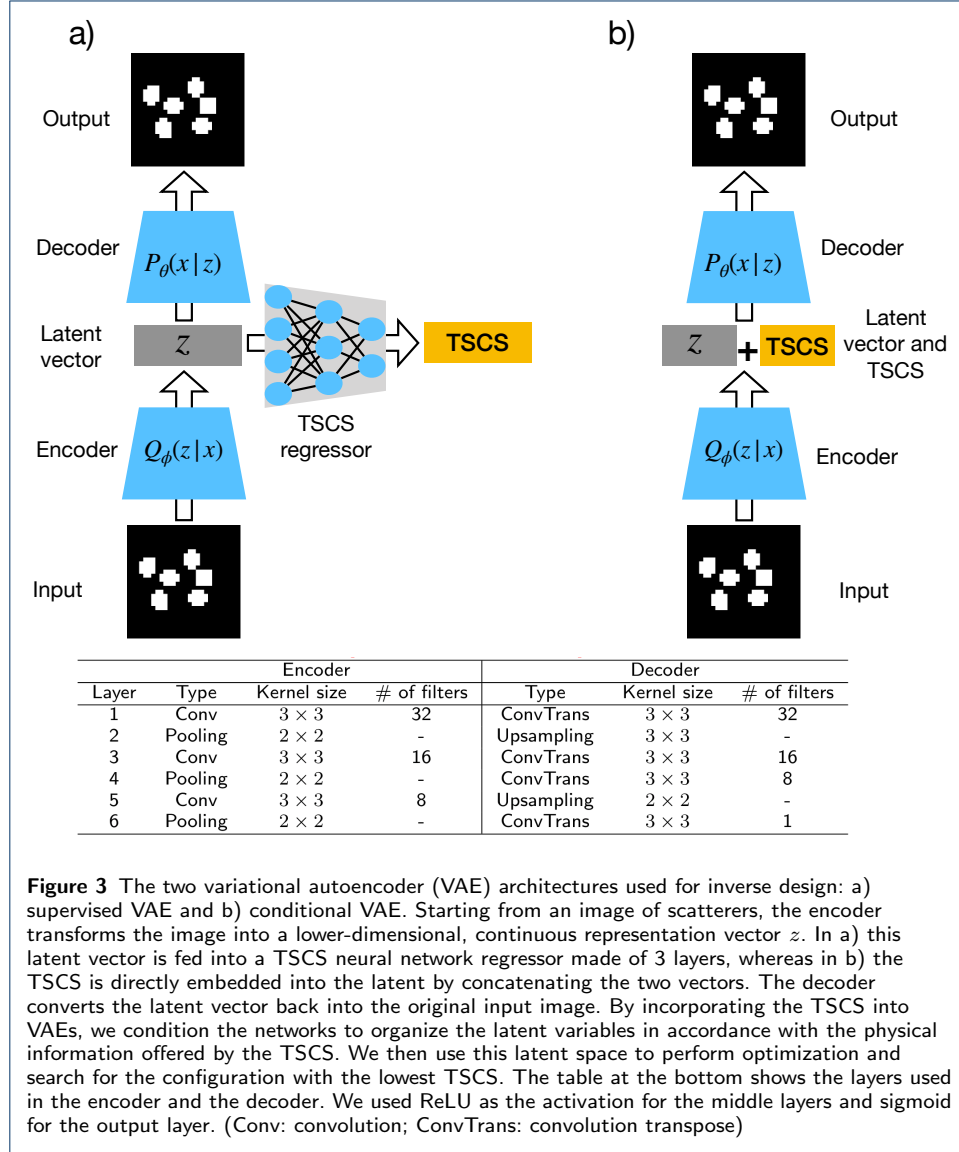 a)
b)
Output
Output
Decoder
P_θ(x|z)
P_θ(x|z)
Decoder
Latent
vector
z
TSCS
z
+
TSCS
Latent
vector and
TSCS
TSCS
regressor
Encoder
Q_ϕ(z|x)
Q_ϕ(z|x)
Encoder
Input
Input
Encoder Decoder
Layer Type Kernel size # of filters Type Kernel size # of filters
1 Conv 3 × 3 32 ConvTrans 3 × 3 32
2 Pooling 2 × 2 - Upsampling 3 × 3 -
3 Conv 3 × 3 16 ConvTrans 3 × 3 16
4 Pooling 2 × 2 - ConvTrans 3 × 3 8
5 Conv 3 × 3 8 Upsampling 2 × 2 -
6 Pooling 2 × 2 - ConvTrans 3 × 3 1
Figure 3 The two variational autoencoder (VAE) architectures used for inverse design: a)
supervised VAE and b) conditional VAE. Starting from an image of scatterers, the encoder
transforms the image into a lower-dimensional, continuous representation vector z. In a) this
latent vector is fed into a TSCS neural network regressor made of 3 layers, whereas in b) the
TSCS is directly embedded into the latent by concatenating the two vectors. The decoder
converts the latent vector back into the original input image. By incorporating the TSCS into
VAEs, we condition the networks to organize the latent variables in accordance with the physical
information offered by the TSCS. We then use this latent space to perform optimization and
search for the configuration with the lowest TSCS. The table at the bottom shows the layers used
in the encoder and the decoder. We used ReLU as the activation for the middle layers and sigmoid
for the output layer. (Conv: convolution; ConvTrans: convolution transpose)